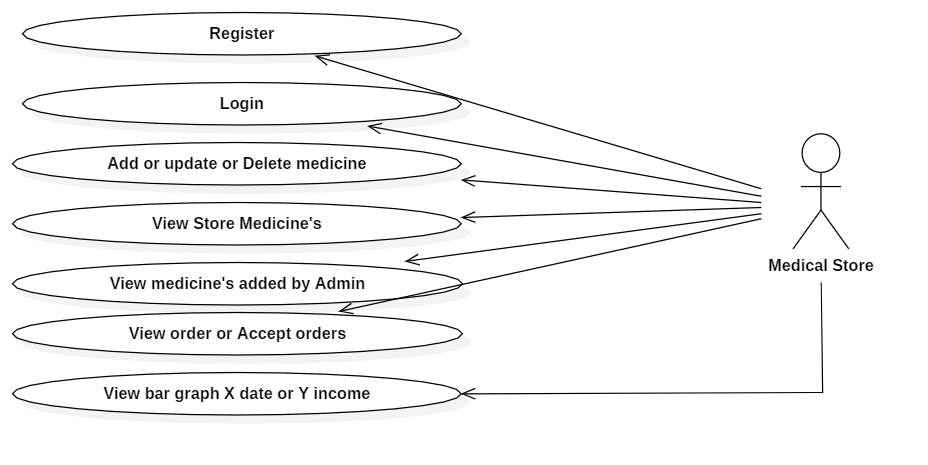 Register
Login
Add or update or Delete medicine
View Store Medicine's
View medicine's added by Admin
Medical Store
View order or Accept orders
View bar graph X date or Y income